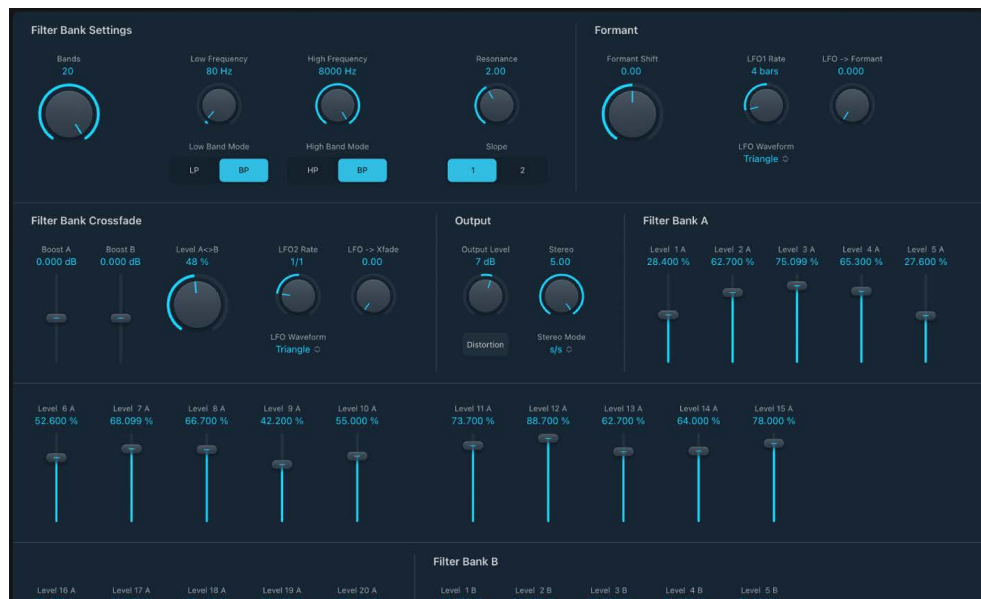 Filter Bank Settings
Formant
Bands
Low Frequency
High Frequency
Resonance
Formant Shift
LFO1 Rate
LFO -> Formant
20
80 Hz
8000 Hz
2.00
0.00
4 bars
0.000
Low Band Mode
High Band Mode
Slope
LFO Waveform
Triangle
LP
BP
HP
BP
1
2
Filter Bank Crossfade
Output
Filter Bank A
Boost A
Boost B
Level A<>B
LFO2 Rate
LFO -> Xfade
Output Level
Stereo
Level 1 A
Level 2 A
Level 3 A
Level 4 A
Level 5 A
0.000 dB
0.000 dB
48 %
1/1
0.00
7 dB
5.00
28.400 %
62.700 %
75.099 %
65.300 %
27.600 %
LFO Waveform
Triangle
Distortion
Stereo Mode
s/s
Level 6 A
Level 7 A
Level 8 A
Level 9 A
Level 10 A
Level 11 A
Level 12 A
Level 13 A
Level 14 A
Level 15 A
52.600 %
68.099 %
66.700 %
42.200 %
55.000 %
73.700 %
88.700 %
62.700 %
64.000 %
78.000 %
Filter Bank B
Level 16 A
Level 17 A
Level 18 A
Level 19 A
Level 20 A
Level 1 B
Level 2 B
Level 3 B
Level 4 B
Level 5 B